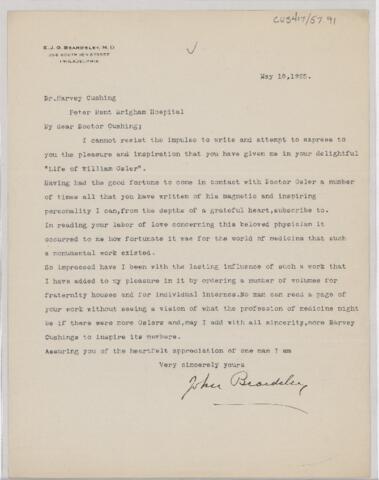 CUS417/57.91
E. J. G. BEARDSLEY, M. D.
SOUTH STREET
PHILADELPHIA
May 18,1925.
Dr.Harvey Cushing
Peter Bent Brigham Hospital
My dear Doctor Cushing;
I cannot resist the impulse to write and attempt to express to
you the pleasure and inspiration that you have given me in your delightful
"Life of William Osler".
Having had the good fortune to come in contact with Doctor Osler a number
of times all that you have written of his magnetic and inspiring
personality I can,from the depths of a grateful heart,subscribe to.
In reading your labor of love concerning this beloved physician it
occurred to me how fortunate it was for the world of medicine that such
a monumental work existed.
So impressed have I been with the lasting influence of such a work that
I have added to my pleasure in it by ordering a number of volumes for
fraternity houses and for individual internes.No man can read a page of
your work without seeing a vision of what the profession of medicine might
be if there were more Oslers and,may I add with all sincerity,more Harvey
Cushings to inspire its members.
Assuring you of the heartfelt appreciation of one man I am
Very sincerely yours
John Beardsley